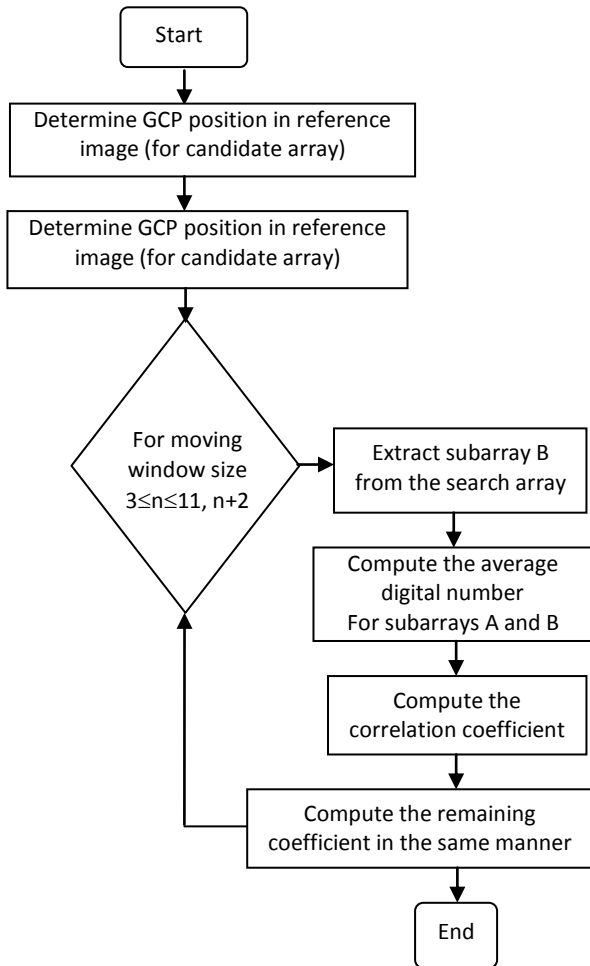 Start
Determine GCP position in reference
image (for candidate array)
Determine GCP position in reference
image (for candidate array)
For moving
window size
3≤n≤11, n+2
Extract subarray B
from the search array
Compute the average
digital number
For subarrays A and B
Compute the
correlation coefficient
Compute the remaining
coefficient in the same manner
End